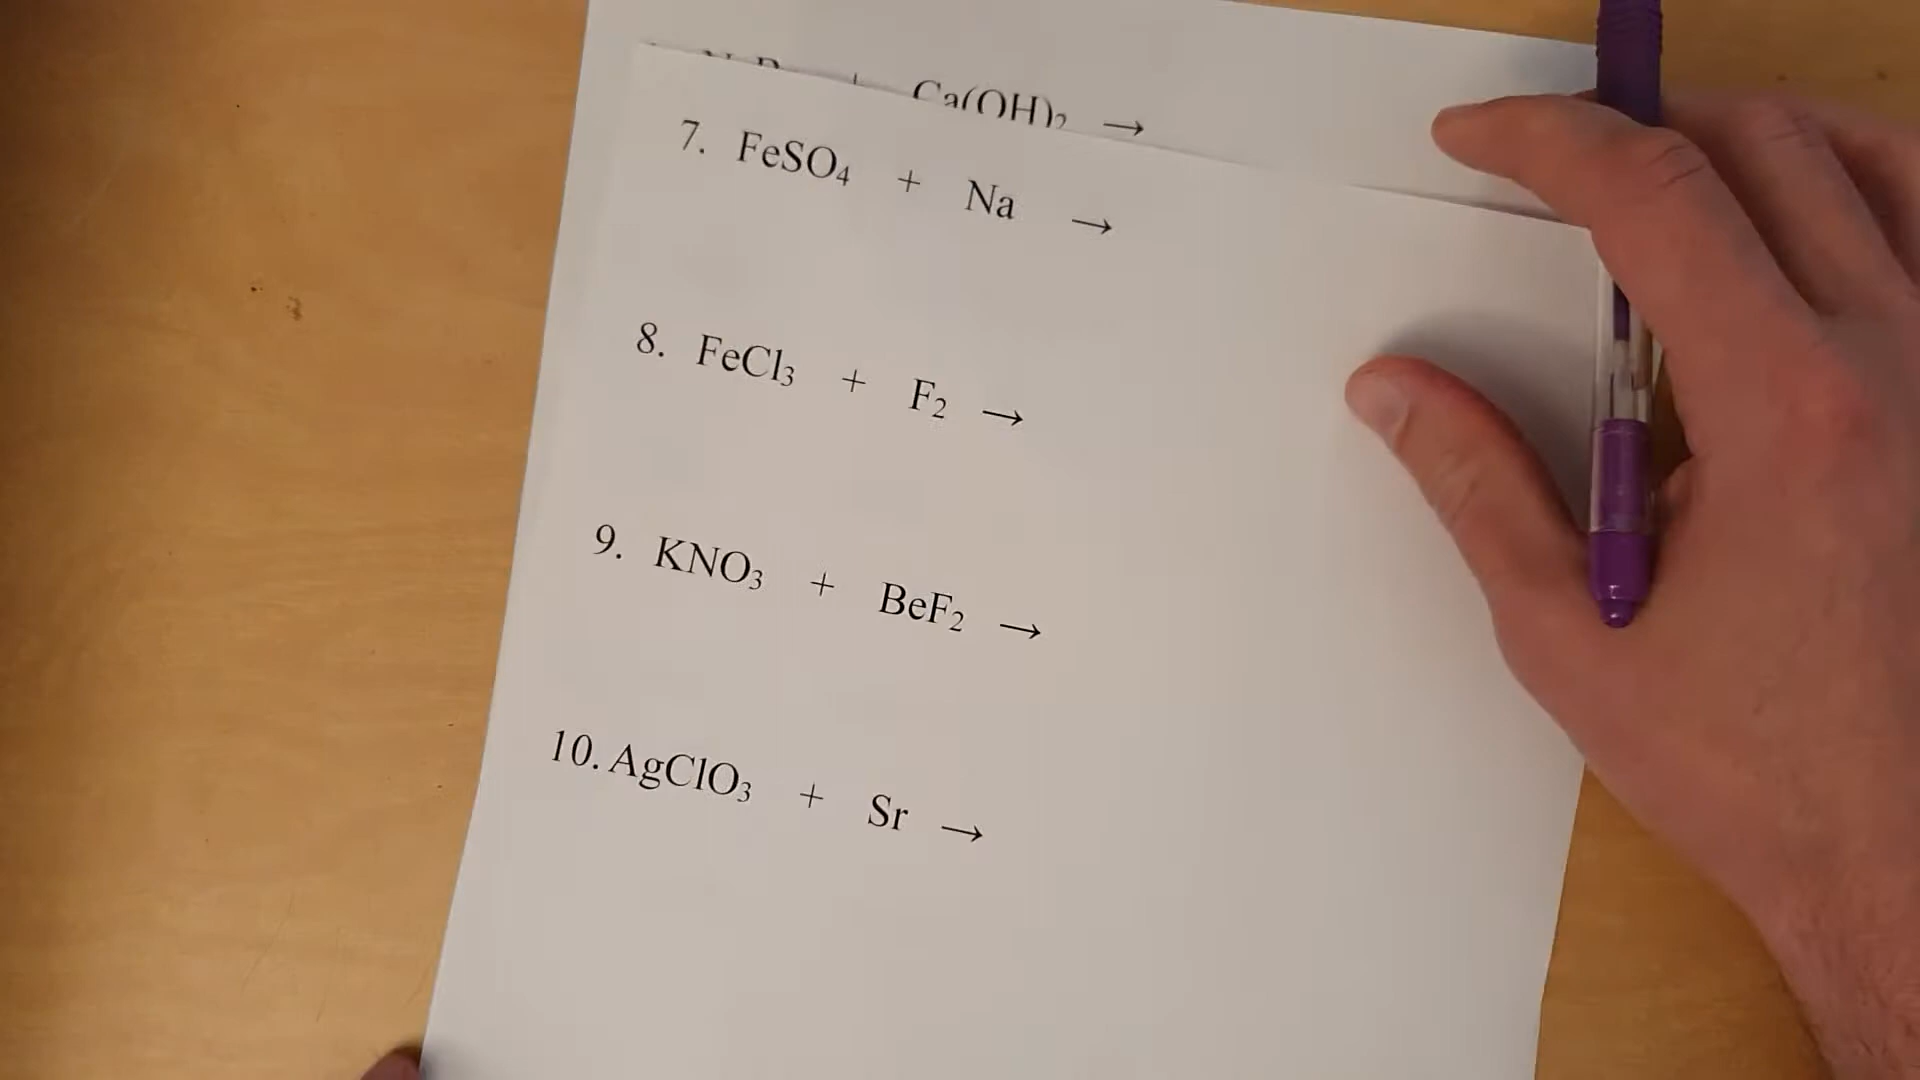 + Ca(OH)₂ →
7. FeSO₄ + Na →
8. FeCl₃ + F₂ →
9. KNO₃ + BeF₂ →
10. AgClO₃ + Sr →